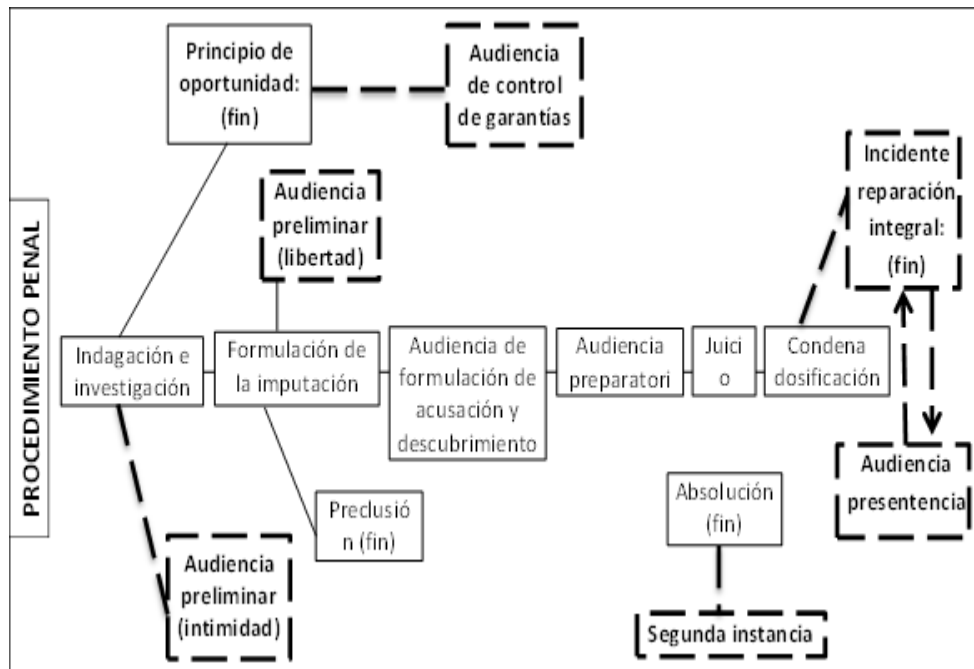 PROCEDIMIENTO PENAL
Principio de
oportunidad:
(fin)
Audiencia
de control
de garantías
Audiencia
preliminar
(libertad)
Incidente
reparación
integral:
(fin)
Indagación e
investigación
Formulación de
la imputación
Audiencia de
formulación de
acusación y
descubrimiento
Audiencia
preparatori
Juici
o
Condena
dosificación
Audiencia
presentencia
Preclusió
n (fin)
Absolución
(fin)
Audiencia
preliminar
(intimidad)
Segunda instancia